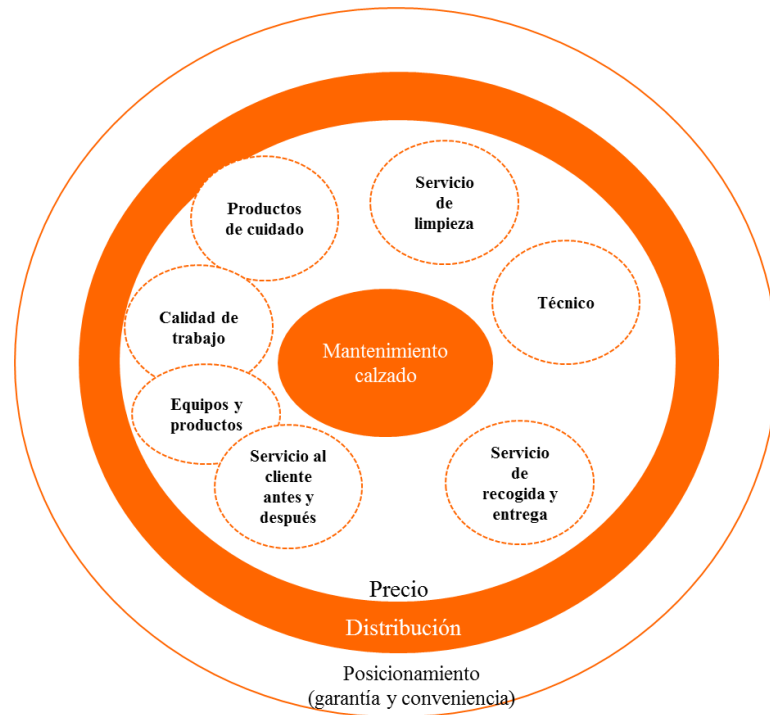 Servicio
de
limpieza
Productos
de cuidado
Técnico
Calidad de
trabajo
Mantenimiento
calzado
Equipos y
productos
Servicio al
cliente
antes y
después
Servicio
de
recogida y
entrega
Precio
Distribución
Posicionamiento
(garantía y conveniencia)